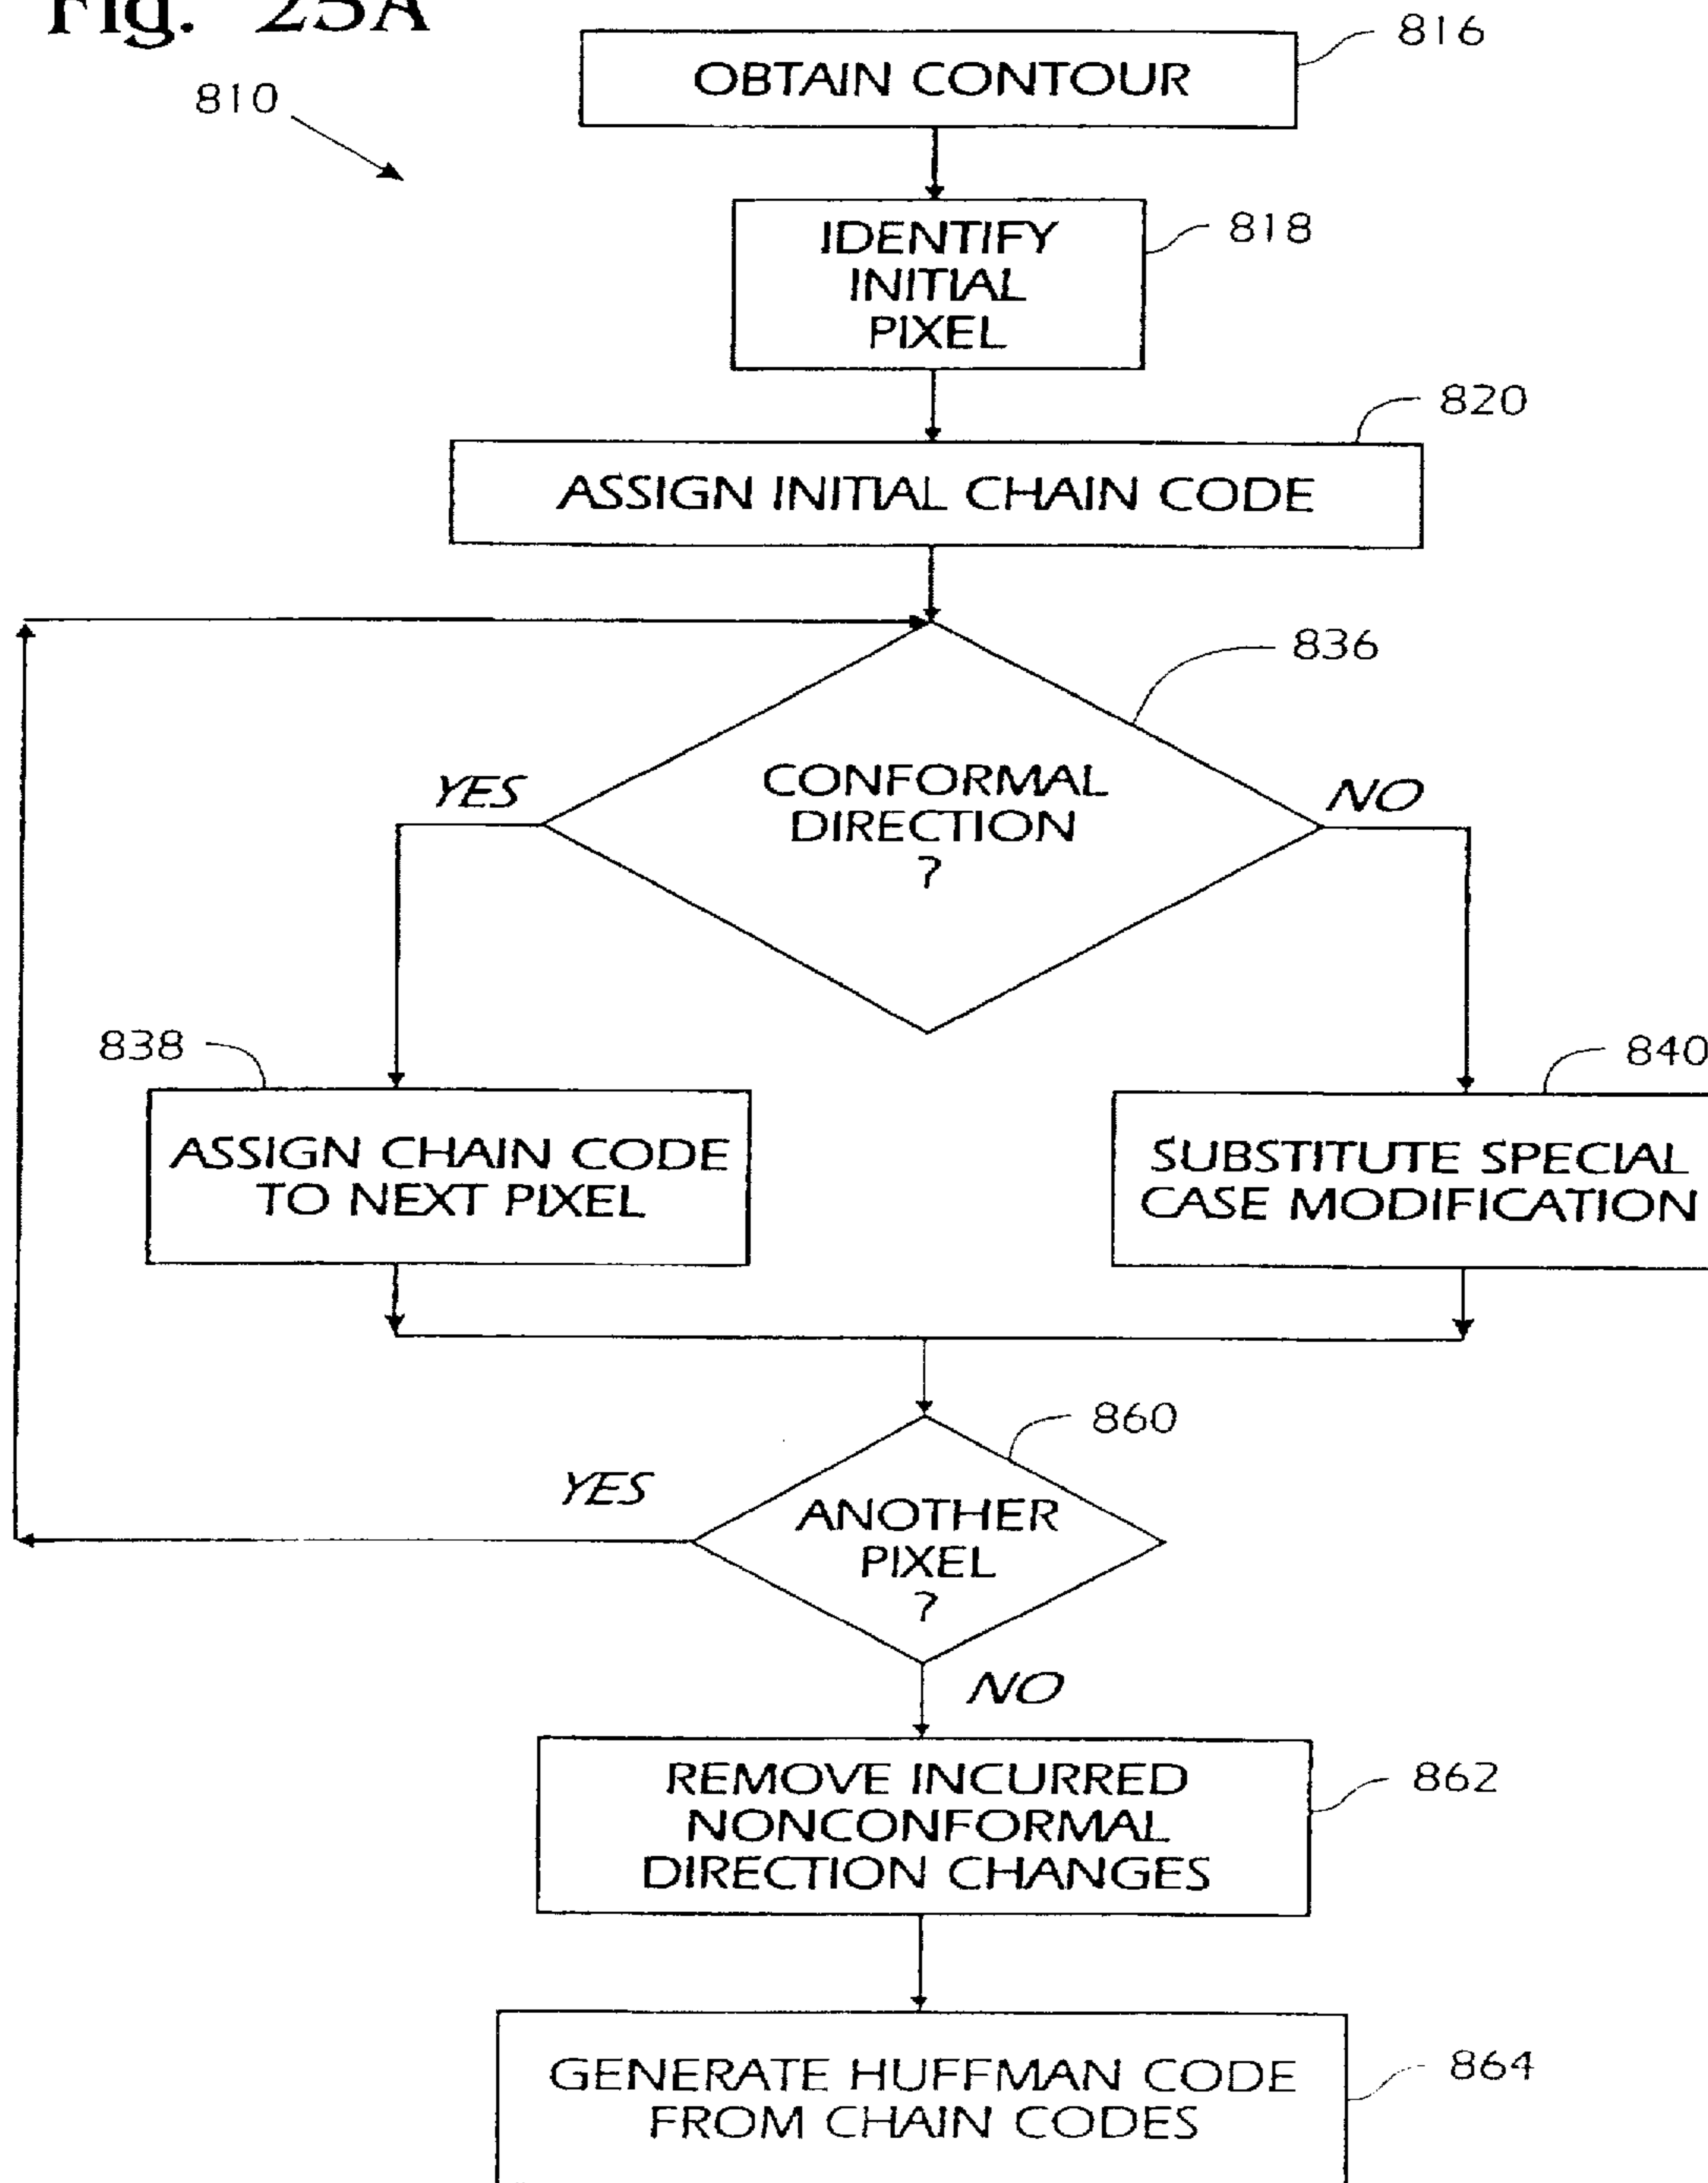 Fig. 25A
810
OBTAIN CONTOUR
816
IDENTIFY
INITIAL
PIXEL
818
ASSIGN INITIAL CHAIN CODE
820
836
CONFORMAL
DIRECTION
?
YES
NO
838
840
ASSIGN CHAIN CODE
TO NEXT PIXEL
SUBSTITUTE SPECIAL
CASE MODIFICATION
860
YES
ANOTHER
PIXEL
?
NO
REMOVE INCURRED
NONCONFORMAL
DIRECTION CHANGES
862
GENERATE HUFFMAN CODE
FROM CHAIN CODES
864